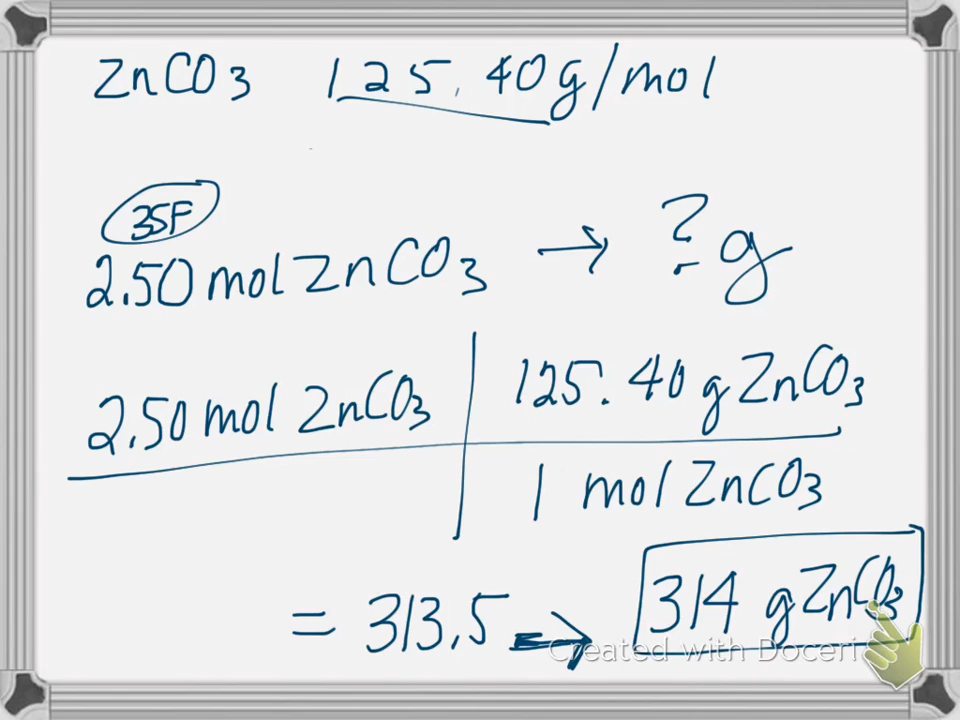 ZnCO3 125.40g/mol
3SF
2.50 mol ZnCO3 → ? g
2.50 mol ZnCO3 | 125.40 g ZnCO3
1 mol ZnCO3
= 313.5 → 314 g ZnCO3
Created with Doceri